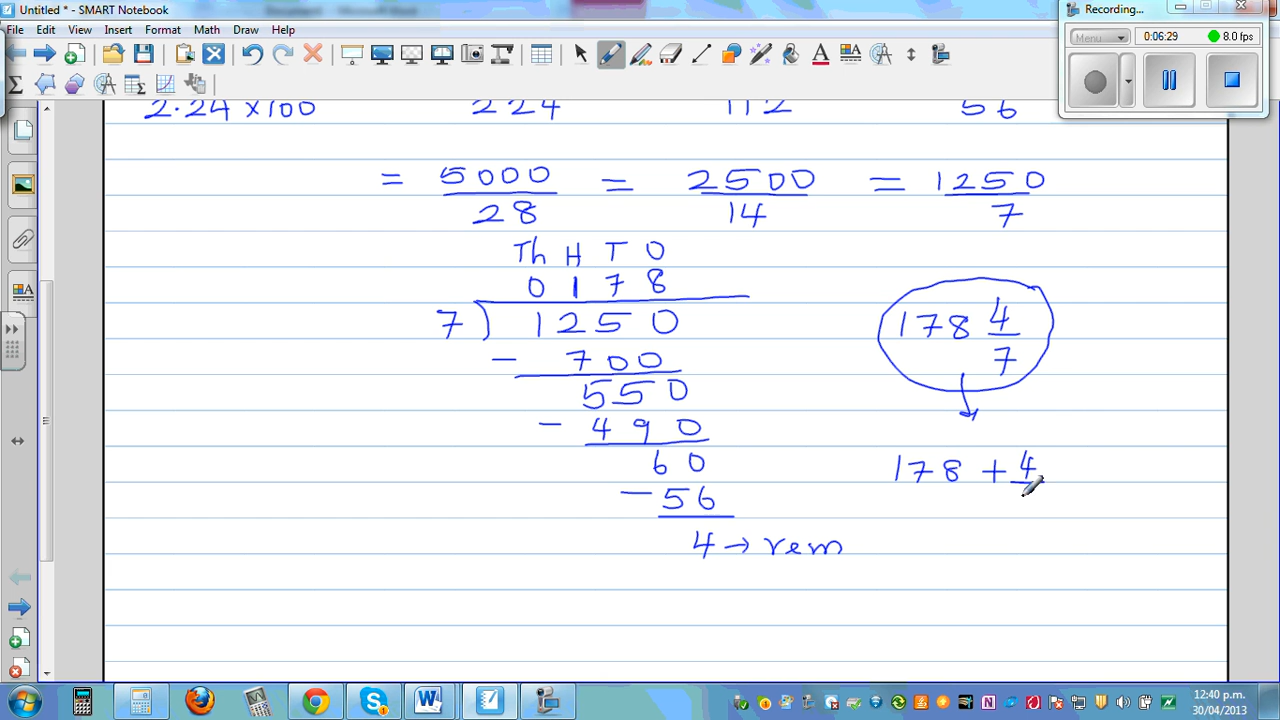 Untitled * - SMART Notebook
Recording...
File Edit View Insert Format Math Draw Help
Menu
0:06:29
8.0 fps
2.24 x100 224 112 56
= 5000/28 = 2500/14 = 1250/7
Th H T O
0 1 7 8
7 ) 1 2 5 0
178 4/7
- 7 0 0
5 5 0
- 4 9 0
6 0
178 + 4
- 5 6
4 → rem
12:40 p.m.
30/04/2013